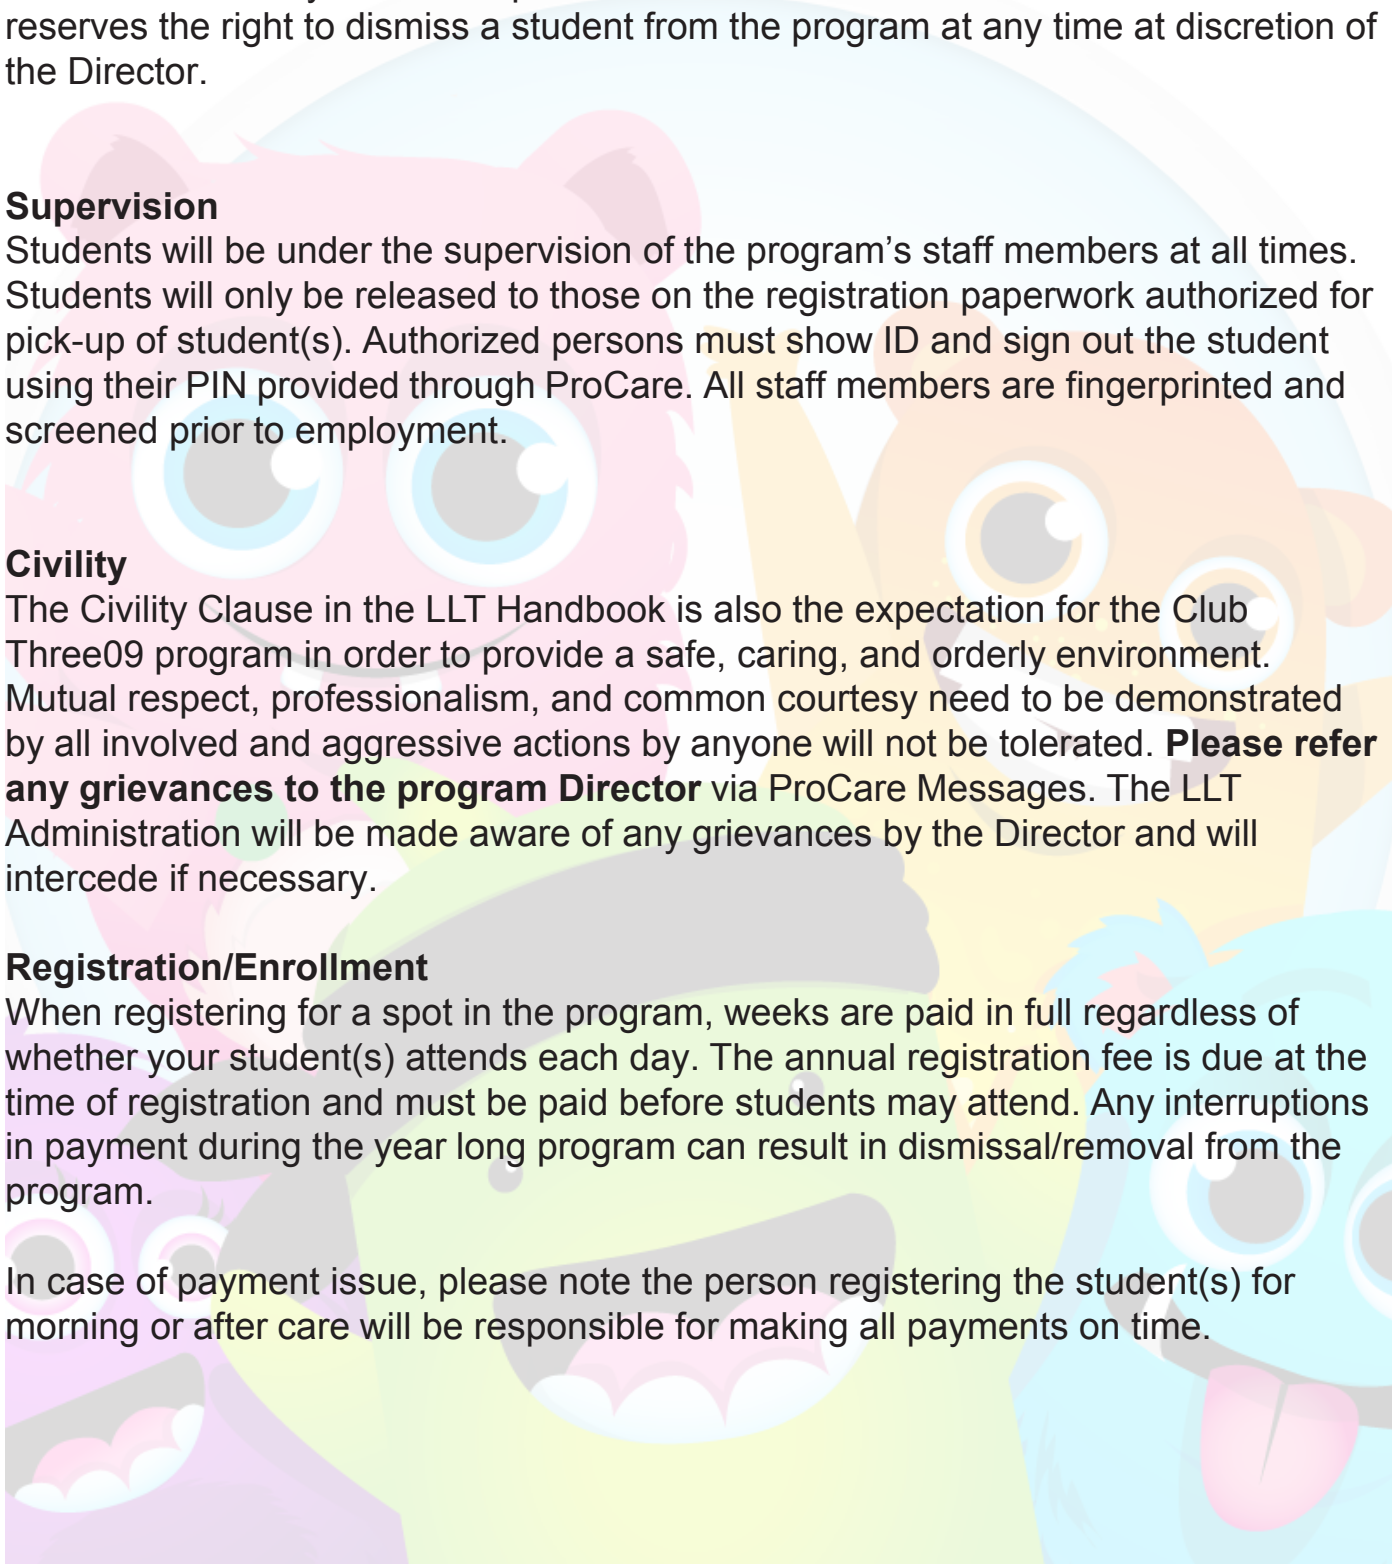 reserves the right to dismiss a student from the program at any time at discretion of
the Director.
Supervision
Students will be under the supervision of the program’s staff members at all times.
Students will only be released to those on the registration paperwork authorized for
pick-up of student(s). Authorized persons must show ID and sign out the student
using their PIN provided through ProCare. All staff members are fingerprinted and
screened prior to employment.
Civility
The Civility Clause in the LLT Handbook is also the expectation for the Club
Three09 program in order to provide a safe, caring, and orderly environment.
Mutual respect, professionalism, and common courtesy need to be demonstrated
by all involved and aggressive actions by anyone will not be tolerated. Please refer
any grievances to the program Director via ProCare Messages. The LLT
Administration will be made aware of any grievances by the Director and will
intercede if necessary.
Registration/Enrollment
When registering for a spot in the program, weeks are paid in full regardless of
whether your student(s) attends each day. The annual registration fee is due at the
time of registration and must be paid before students may attend. Any interruptions
in payment during the year long program can result in dismissal/removal from the
program.
In case of payment issue, please note the person registering the student(s) for
morning or after care will be responsible for making all payments on time.